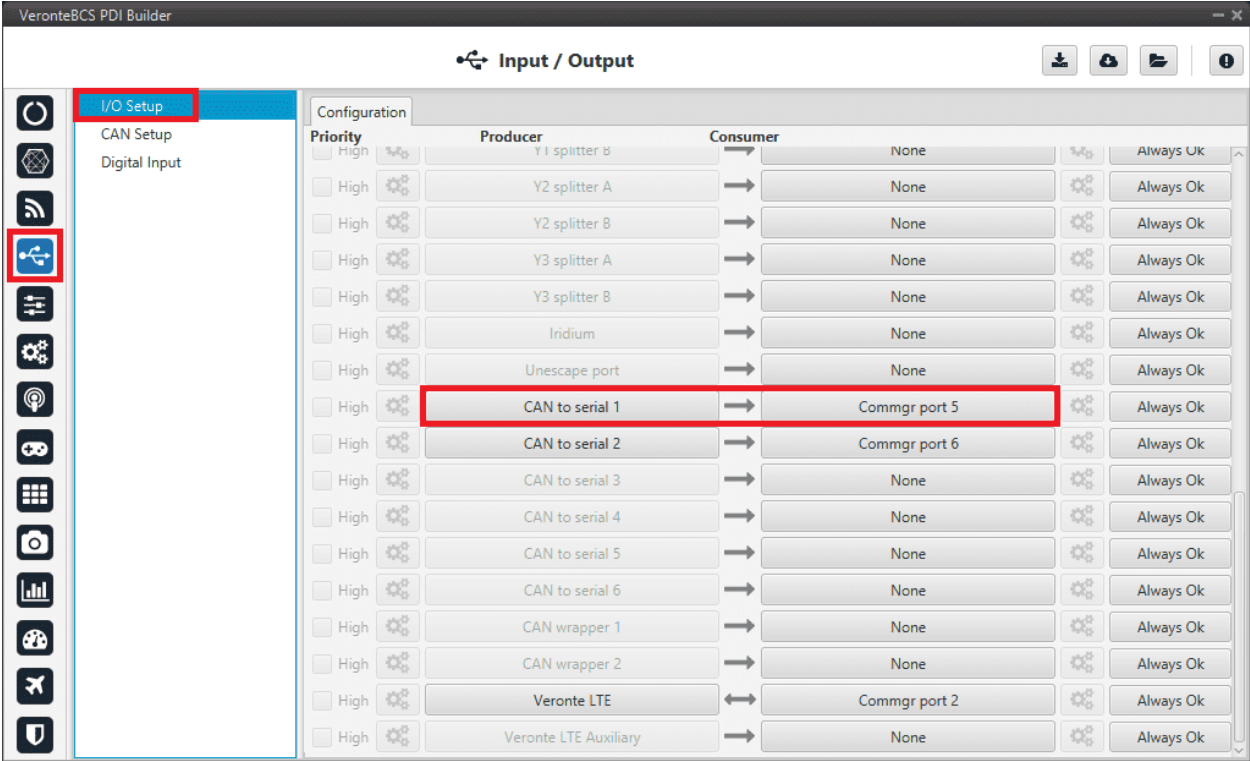 VeronteBCS PDI Builder
Input / Output
I/O Setup
CAN Setup
Digital Input
Configuration
Priority Producer Consumer
High Y1 splitter B None Always Ok
High Y2 splitter A None Always Ok
High Y2 splitter B None Always Ok
High Y3 splitter A None Always Ok
High Y3 splitter B None Always Ok
High Iridium None Always Ok
High Unescape port None Always Ok
High CAN to serial 1 Commgr port 5 Always Ok
High CAN to serial 2 Commgr port 6 Always Ok
High CAN to serial 3 None Always Ok
High CAN to serial 4 None Always Ok
High CAN to serial 5 None Always Ok
High CAN to serial 6 None Always Ok
High CAN wrapper 1 None Always Ok
High CAN wrapper 2 None Always Ok
High Veronte LTE Commgr port 2 Always Ok
High Veronte LTE Auxiliary None Always Ok